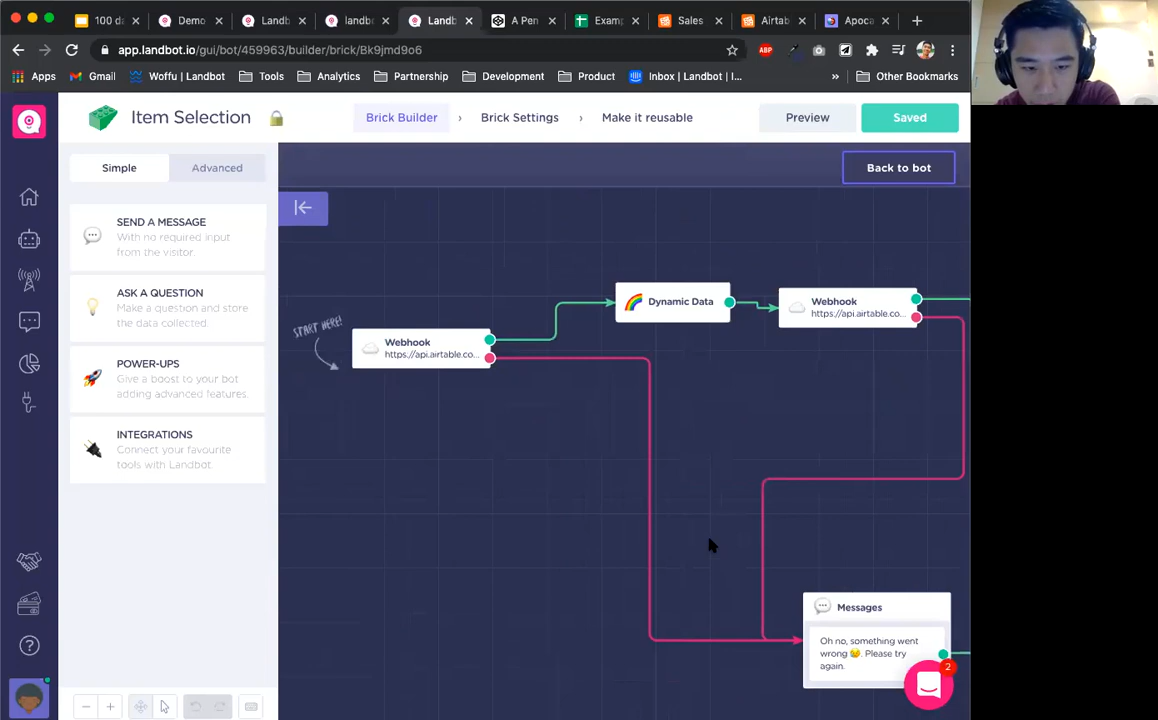 100 da
Demo
Landb
landbo
Landb
A Pen
Examp
Sales
Airtab
Apoca
app.landbot.io/gui/bot/459963/builder/brick/Bk9jmd9o6
ABP
Apps
Gmail
Woffu | Landbot
Tools
Analytics
Partnership
Development
Product
Inbox | Landbot | I...
»
Other Bookmarks
Item Selection
Brick Builder
Brick Settings
Make it reusable
Preview
Saved
Simple
Advanced
Back to bot
SEND A MESSAGE
With no required input
from the visitor.
ASK A QUESTION
Make a question and store
the data collected.
POWER-UPS
Give a boost to your bot
adding advanced features.
INTEGRATIONS
Connect your favourite
tools with Landbot.
START HERE!
Webhook
https://api.airtable.co...
Dynamic Data
Webhook
https://api.airtable.co...
Messages
Oh no, something went
wrong 😥. Please try
again.
2